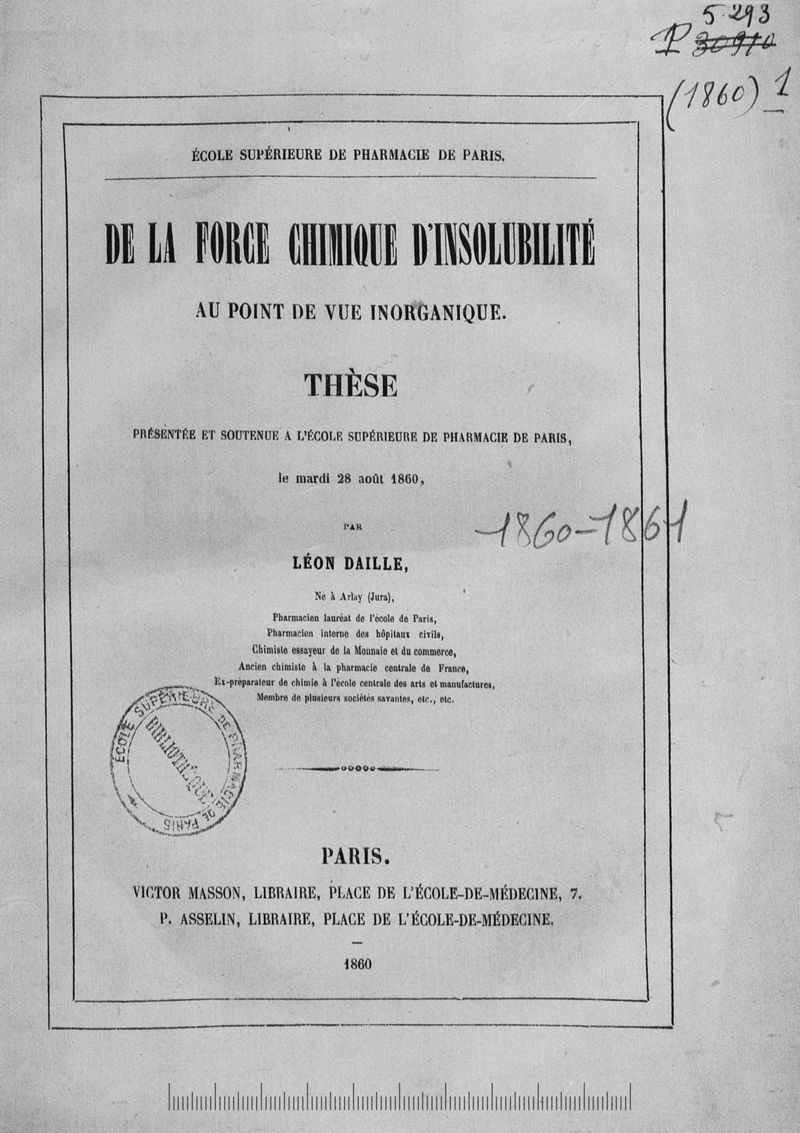 5.293
P 30970
(1860) 1
ÉCOLE SUPÉRIEURE DE PHARMACIE DE PARIS.
DE LA FORCE CHIMIQUE D'INSOLUBILITÉ
AU POINT DE VUE INORGANIQUE.
THÈSE
PRÉSENTÉE ET SOUTENUE A L'ÉCOLE SUPÉRIEURE DE PHARMACIE DE PARIS,
le mardi 28 août 1860,
PAR
1860-1861
LÉON DAILLE,
Né à Arlay (Jura),
Pharmacien lauréat de l'école de Paris,
Pharmacien interne des hôpitaux civils,
Chimiste essayeur de la Monnaie et du commerce,
Ancien chimiste à la pharmacie centrale de France,
Ex-préparateur de chimie à l'école centrale des arts et manufactures,
Membre de plusieurs sociétés savantes, etc., etc.
ÉCOLE SUPÉRIEURE DE PHARMACIE DE PARIS
BIBLIOTHÈQUE
PARIS.
VICTOR MASSON, LIBRAIRE, PLACE DE L'ÉCOLE-DE-MÉDECINE, 7.
P. ASSELIN, LIBRAIRE, PLACE DE L'ÉCOLE-DE-MÉDECINE.
1860